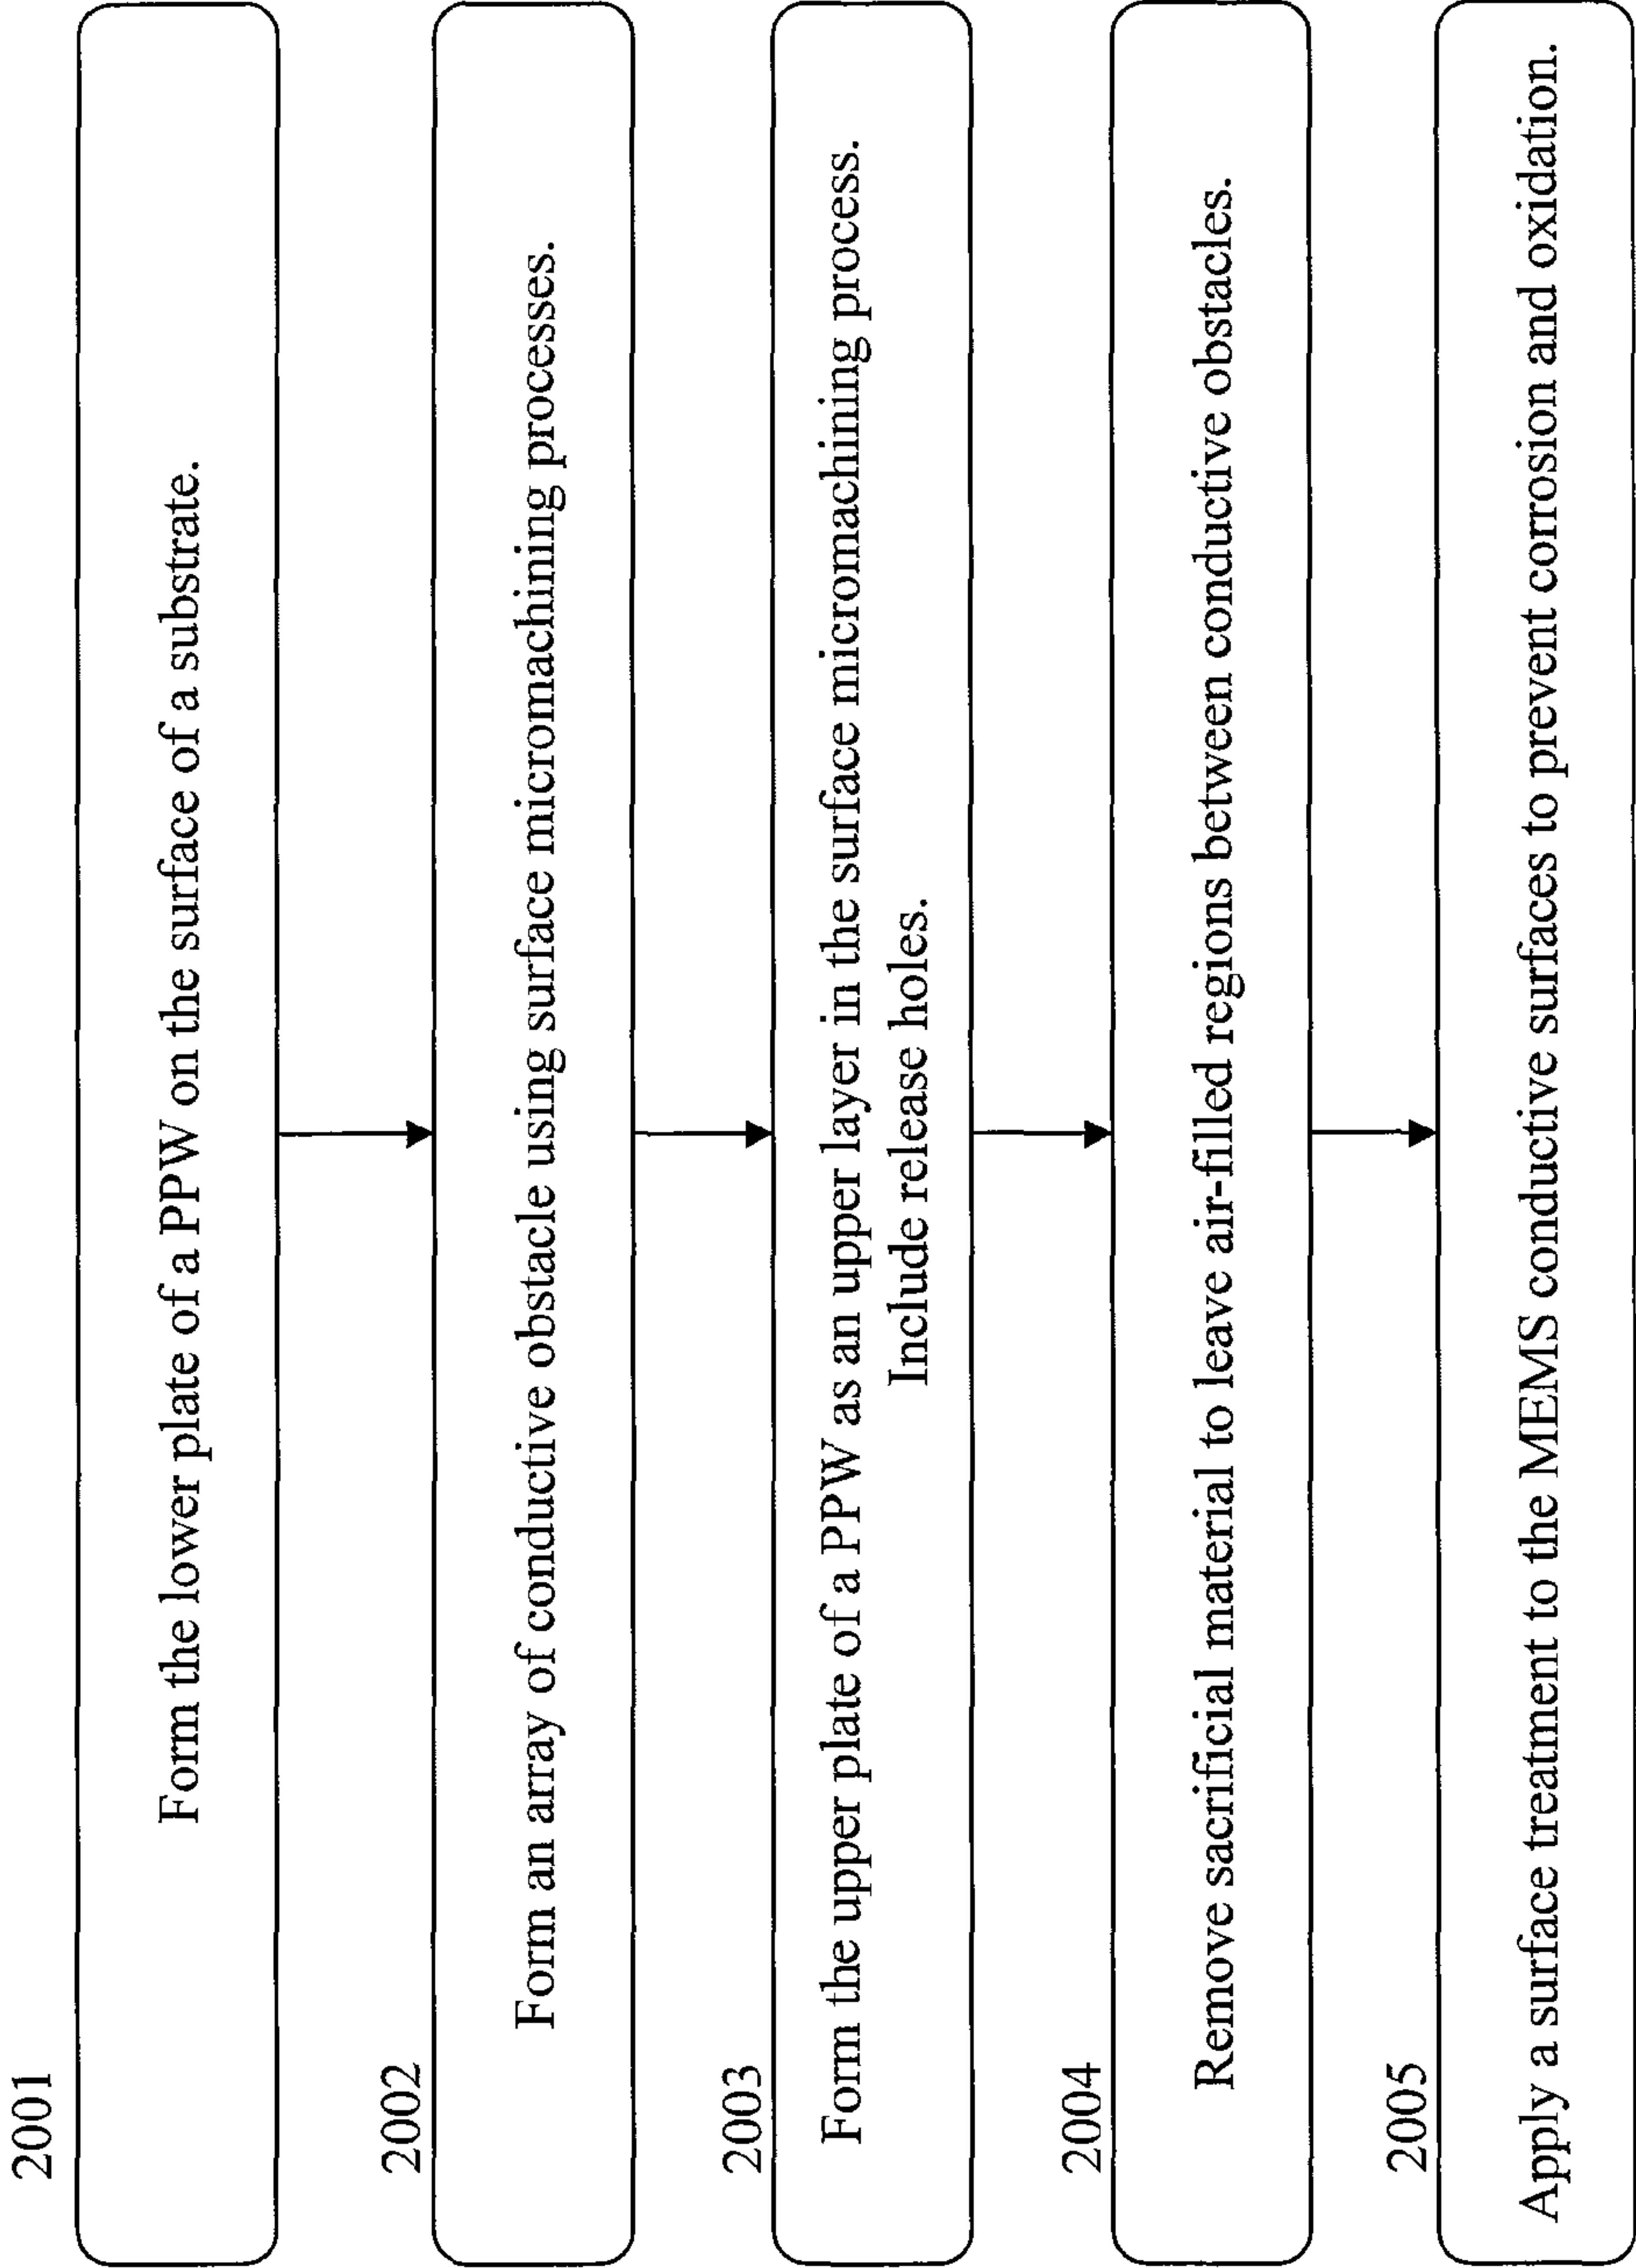 2001
Form the lower plate of a PPW on the surface of a substrate.
2002
Form an array of conductive obstacle using surface micromachining processes.
2003
Form the upper plate of a PPW as an upper layer in the surface micromachining process.
Include release holes.
2004
Remove sacrificial material to leave air-filled regions between conductive obstacles.
2005
Apply a surface treatment to the MEMS conductive surfaces to prevent corrosion and oxidation.